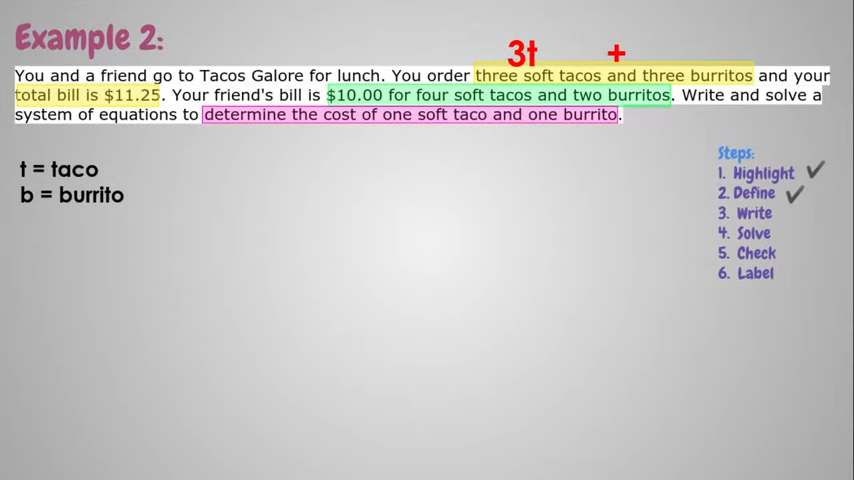 Example 2:
3t +
You and a friend go to Tacos Galore for lunch. You order three soft tacos and three burritos and your
total bill is $11.25. Your friend's bill is $10.00 for four soft tacos and two burritos. Write and solve a
system of equations to determine the cost of one soft taco and one burrito.
t = taco
b = burrito
Steps:
1. Highlight ✔
2. Define ✔
3. Write
4. Solve
5. Check
6. Label